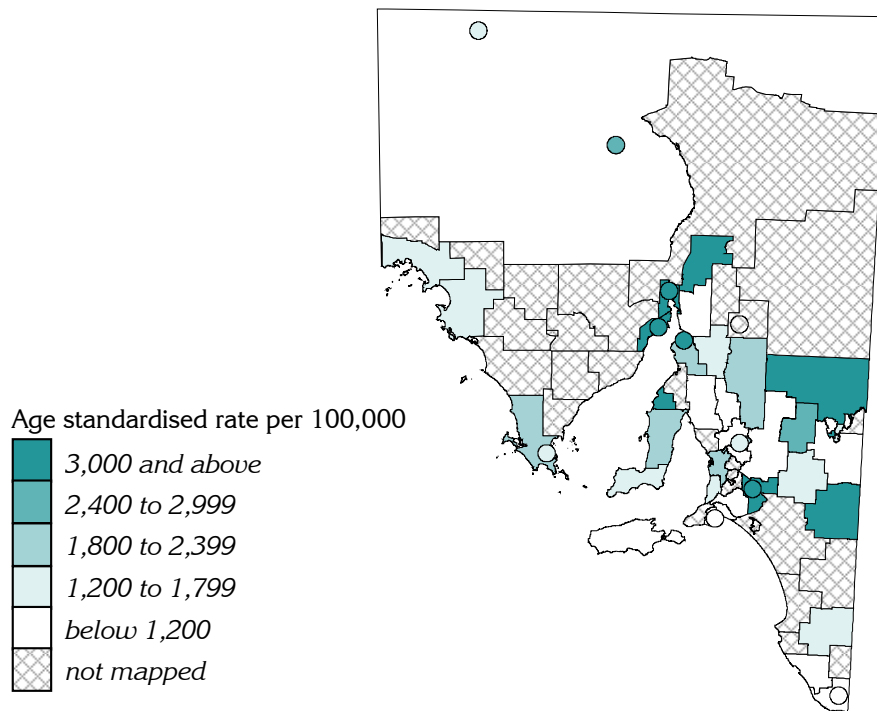 Age standardised rate per 100,000
3,000 and above
2,400 to 2,999
1,800 to 2,399
1,200 to 1,799
below 1,200
not mapped